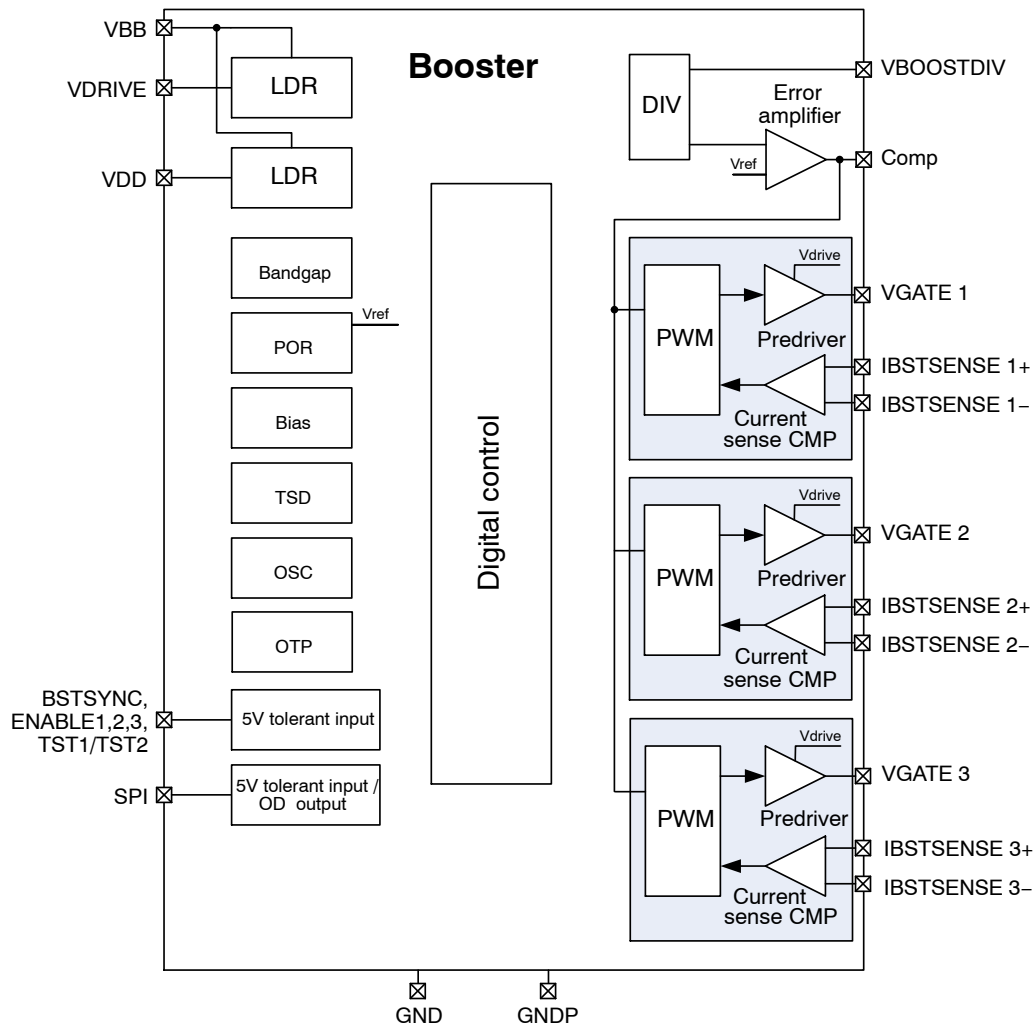 Booster
VBB
VDRIVE
LDR
VDD
LDR
Bandgap
POR
Vref
Bias
TSD
OSC
OTP
BSTSYNC,
ENABLE1,2,3,
TST1/TST2
5V tolerant input
SPI
5V tolerant input /
OD output
Digital control
DIV
VBOOSTDIV
Error
amplifier
Vref
Comp
Vdrive
VGATE 1
PWM
Predriver
IBSTSENSE 1+
IBSTSENSE 1−
Current
sense CMP
Vdrive
VGATE 2
PWM
Predriver
IBSTSENSE 2+
IBSTSENSE 2−
Current
sense CMP
Vdrive
VGATE 3
PWM
Predriver
IBSTSENSE 3+
IBSTSENSE 3−
Current
sense CMP
GND
GNDP